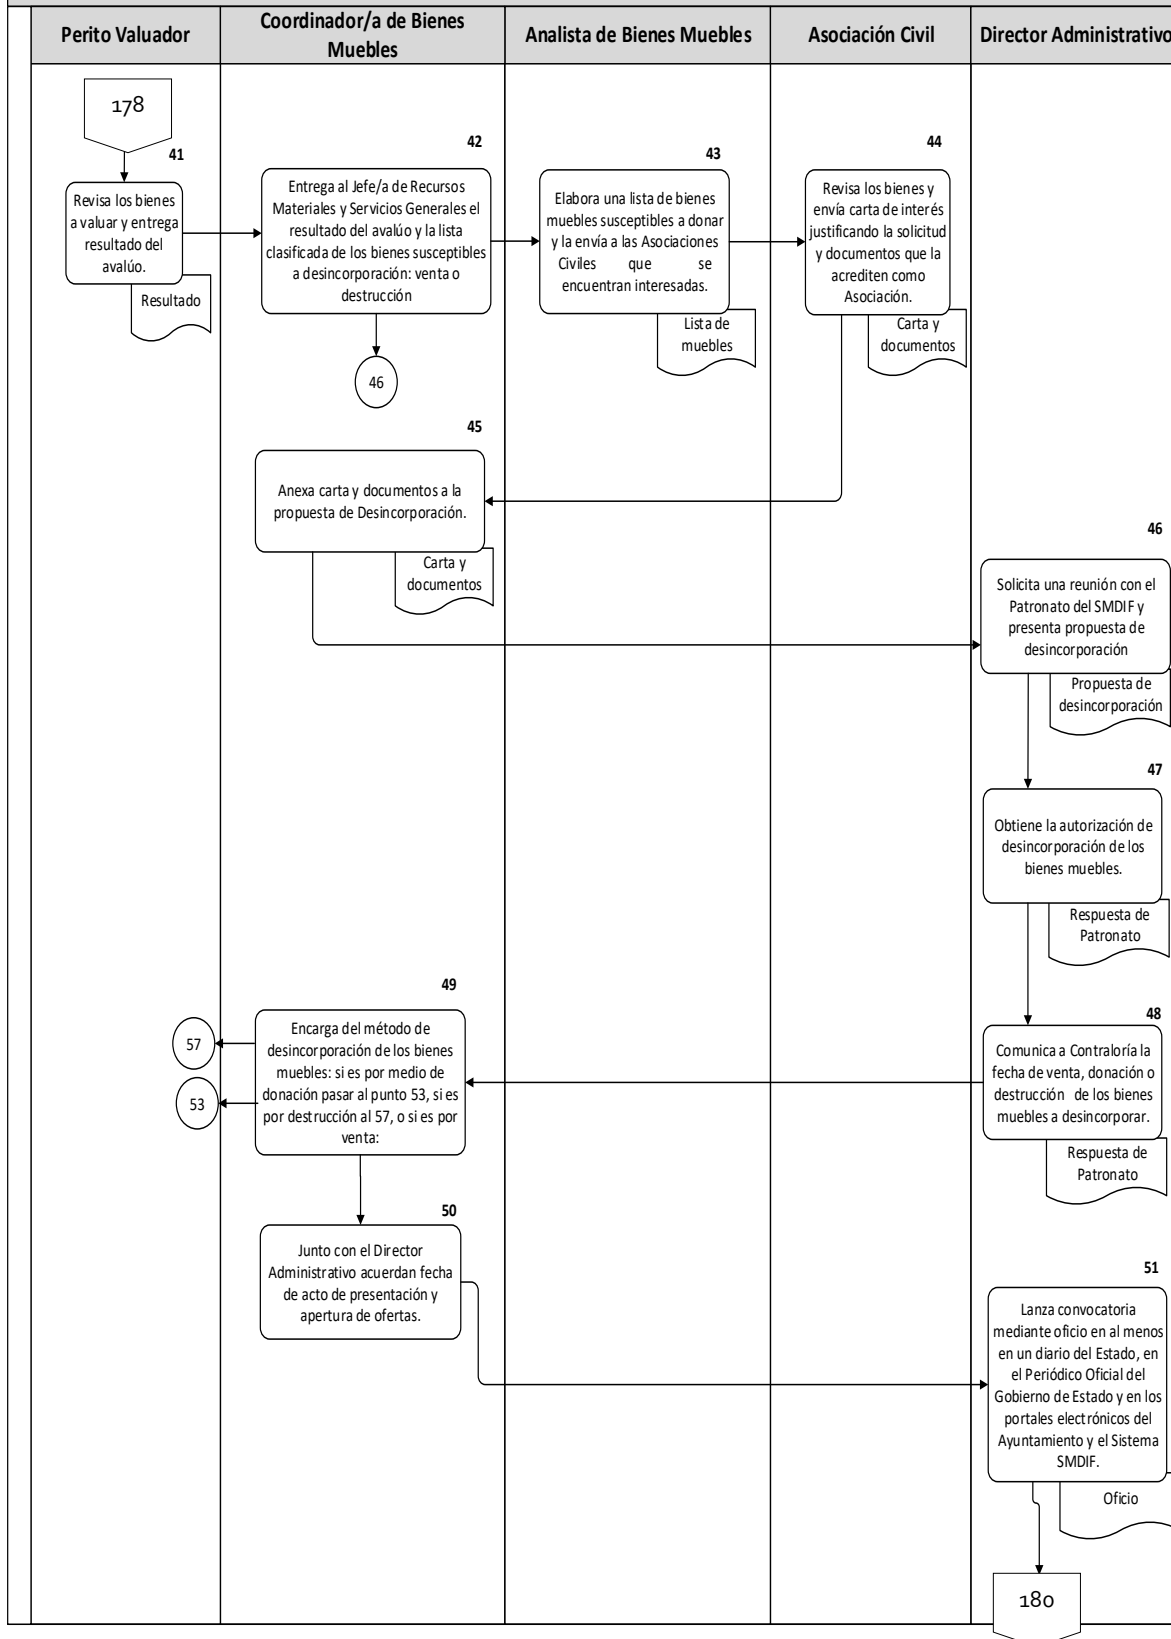 Perito Valuador
Coordinador/a de Bienes
Muebles
Analista de Bienes Muebles
Asociación Civil
Director Administrativo
178
41
Revisa los bienes
a valuar y entrega
resultado del
avalúo.
Resultado
42
Entrega al Jefe/a de Recursos
Materiales y Servicios Generales el
resultado del avalúo y la lista
clasificada de los bienes susceptibles
a desincorporación: venta o
destrucción
46
43
Elabora una lista de bienes
muebles susceptibles a donar
y la envía a las Asociaciones
Civiles que se
encuentran interesadas.
Lista de
muebles
44
Revisa los bienes y
envía carta de interés
justificando la solicitud
y documentos que la
acrediten como
Asociación.
Carta y
documentos
45
Anexa carta y documentos a la
propuesta de Desincorporación.
Carta y
documentos
46
Solicita una reunión con el
Patronato del SMDIF y
presenta propuesta de
desincorporación
Propuesta de
desincorporación
47
Obtiene la autorización de
desincorporación de los
bienes muebles.
Respuesta de
Patronato
48
Comunica a Contraloría la
fecha de venta, donación o
destrucción de los bienes
muebles a desincorporar.
Respuesta de
Patronato
49
Encarga del método de
desincorporación de los bienes
muebles: si es por medio de
donación pasar al punto 53, si es
por destrucción al 57, o si es por
venta:
57
53
50
Junto con el Director
Administrativo acuerdan fecha
de acto de presentación y
apertura de ofertas.
51
Lanza convocatoria
mediante oficio en al menos
en un diario del Estado, en
el Periódico Oficial del
Gobierno de Estado y en los
portales electrónicos del
Ayuntamiento y el Sistema
SMDIF.
Oficio
180